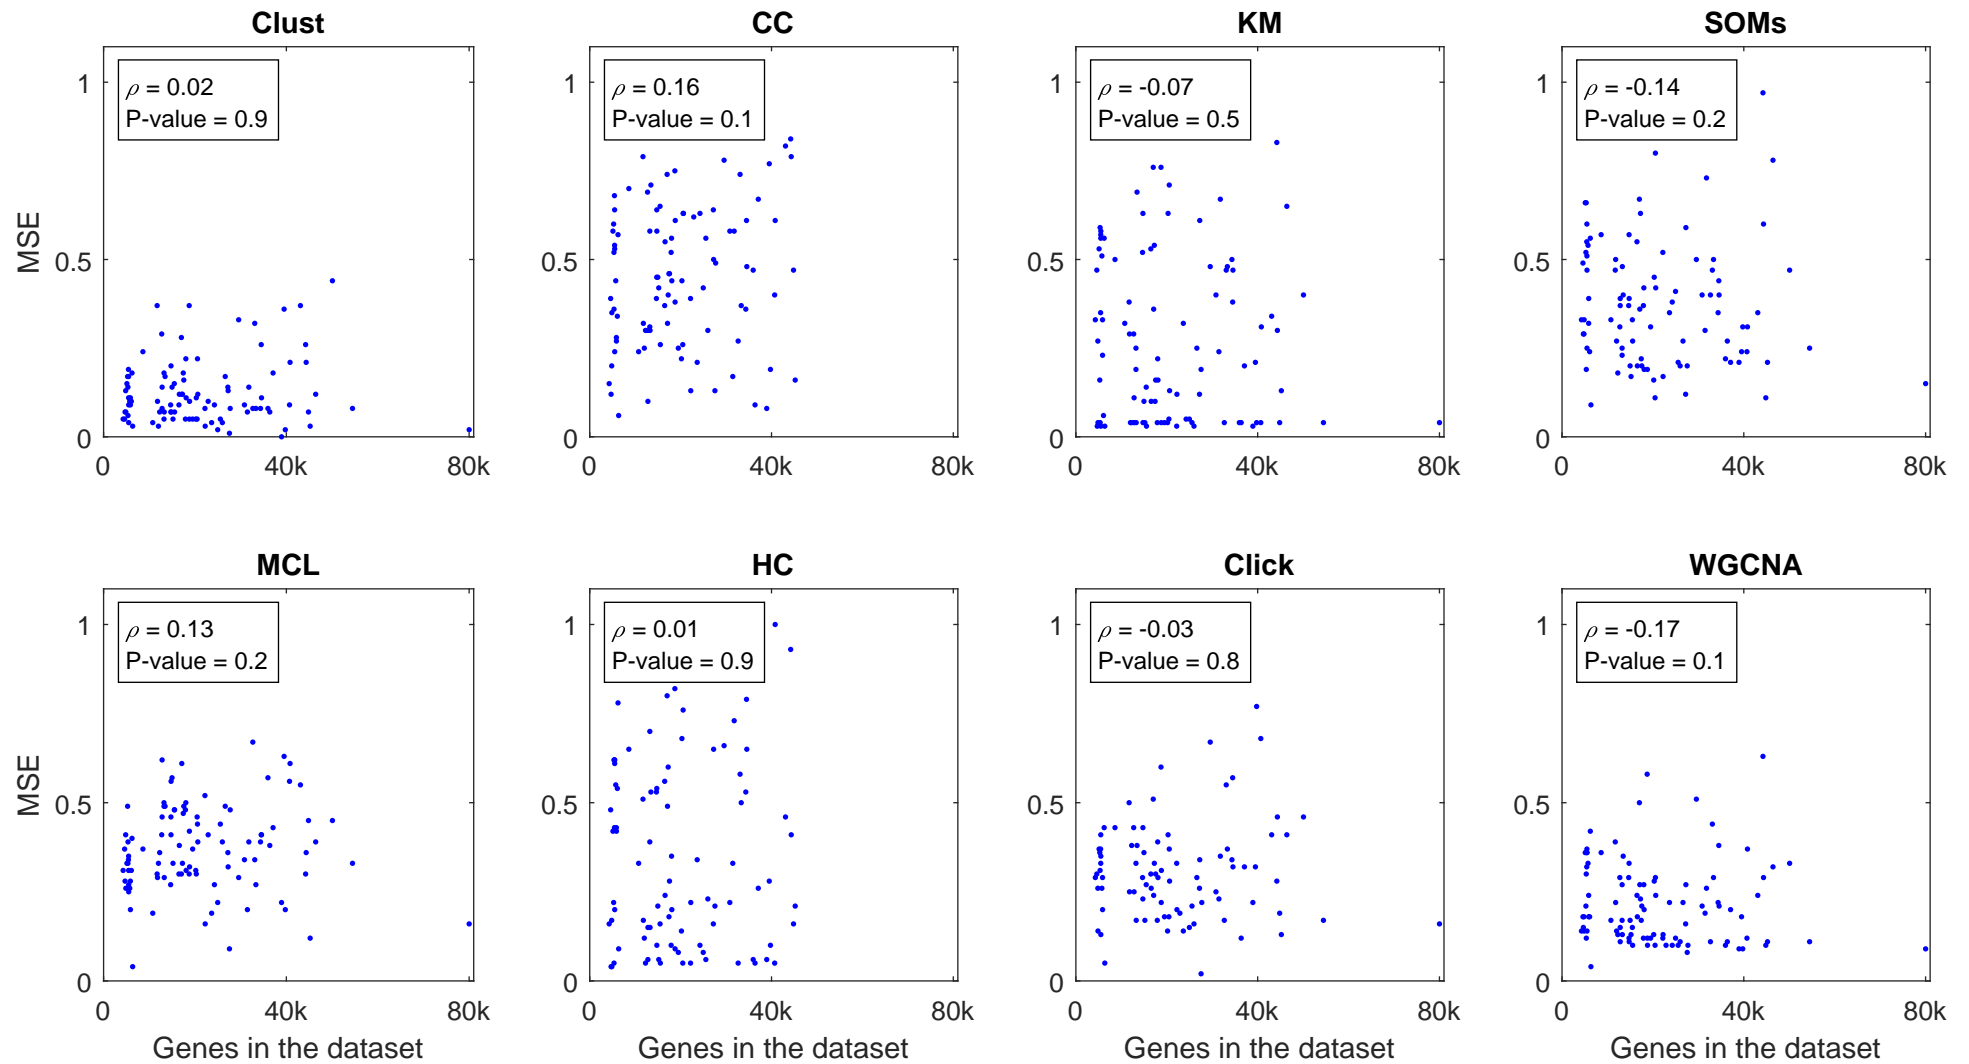 Clust
CC
KM
SOMs
ρ = 0.02
P-value = 0.9
ρ = 0.16
P-value = 0.1
ρ = -0.07
P-value = 0.5
ρ = -0.14
P-value = 0.2
MSE
1
0.5
0
0
40k
80k
1
0.5
0
0
40k
80k
1
0.5
0
0
40k
80k
1
0.5
0
0
40k
80k
MCL
HC
Click
WGCNA
ρ = 0.13
P-value = 0.2
ρ = 0.01
P-value = 0.9
ρ = -0.03
P-value = 0.8
ρ = -0.17
P-value = 0.1
MSE
1
0.5
0
0
40k
80k
1
0.5
0
0
40k
80k
1
0.5
0
0
40k
80k
1
0.5
0
0
40k
80k
Genes in the dataset
Genes in the dataset
Genes in the dataset
Genes in the dataset